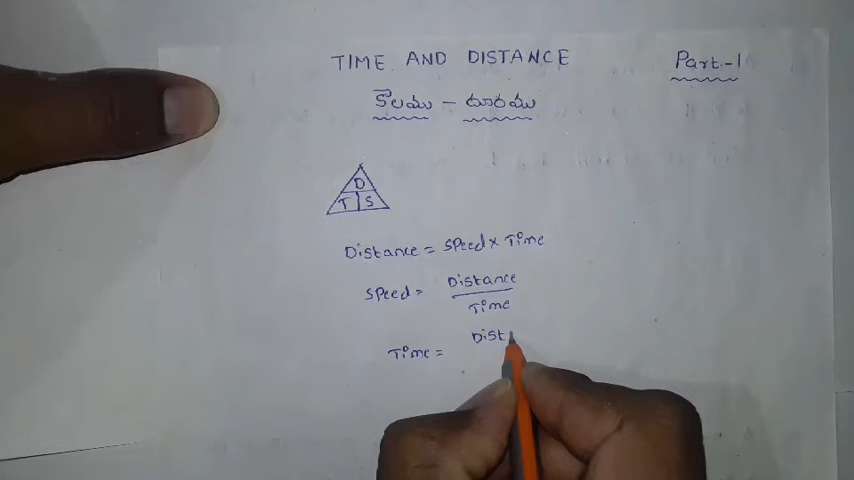 TIME AND DISTANCE
Part-1
కాలము - దూరము
D
T S
Distance = Speed x Time
Speed = Distance
Time
Time = Dist